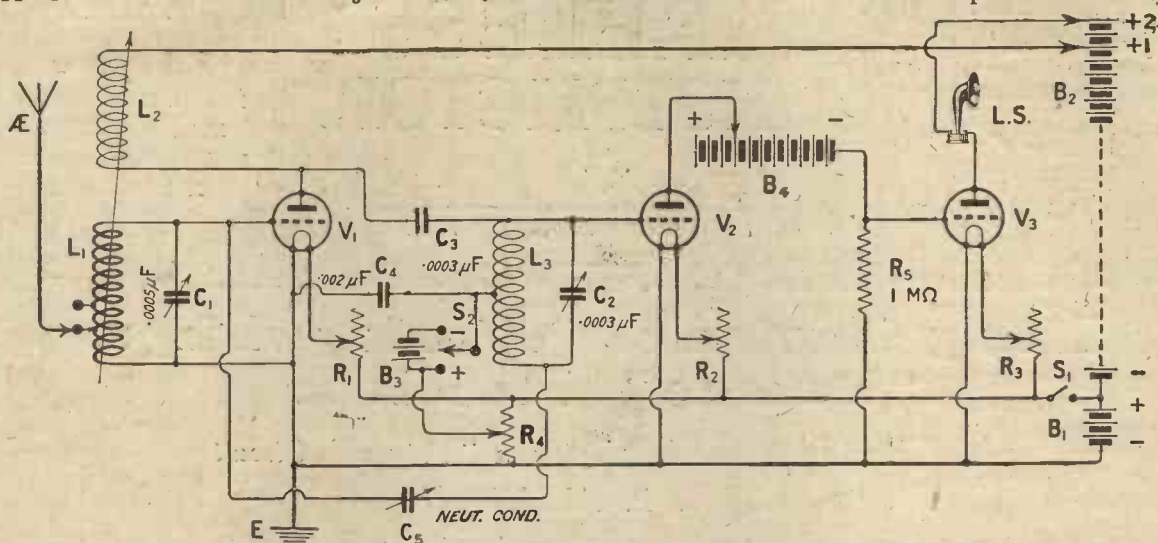 +2
+1
B2
L.S.
Æ
L2
L1
.0005µF
C1
V1
C3
.0003µF
.002µF
C4
S2
L3
C2
.0003µF
R1
B3
-
+
R4
+
-
B4
V2
R2
R5
1 MΩ
V3
R3
S1
-
+
B1
-
E
C5
NEUT. COND.